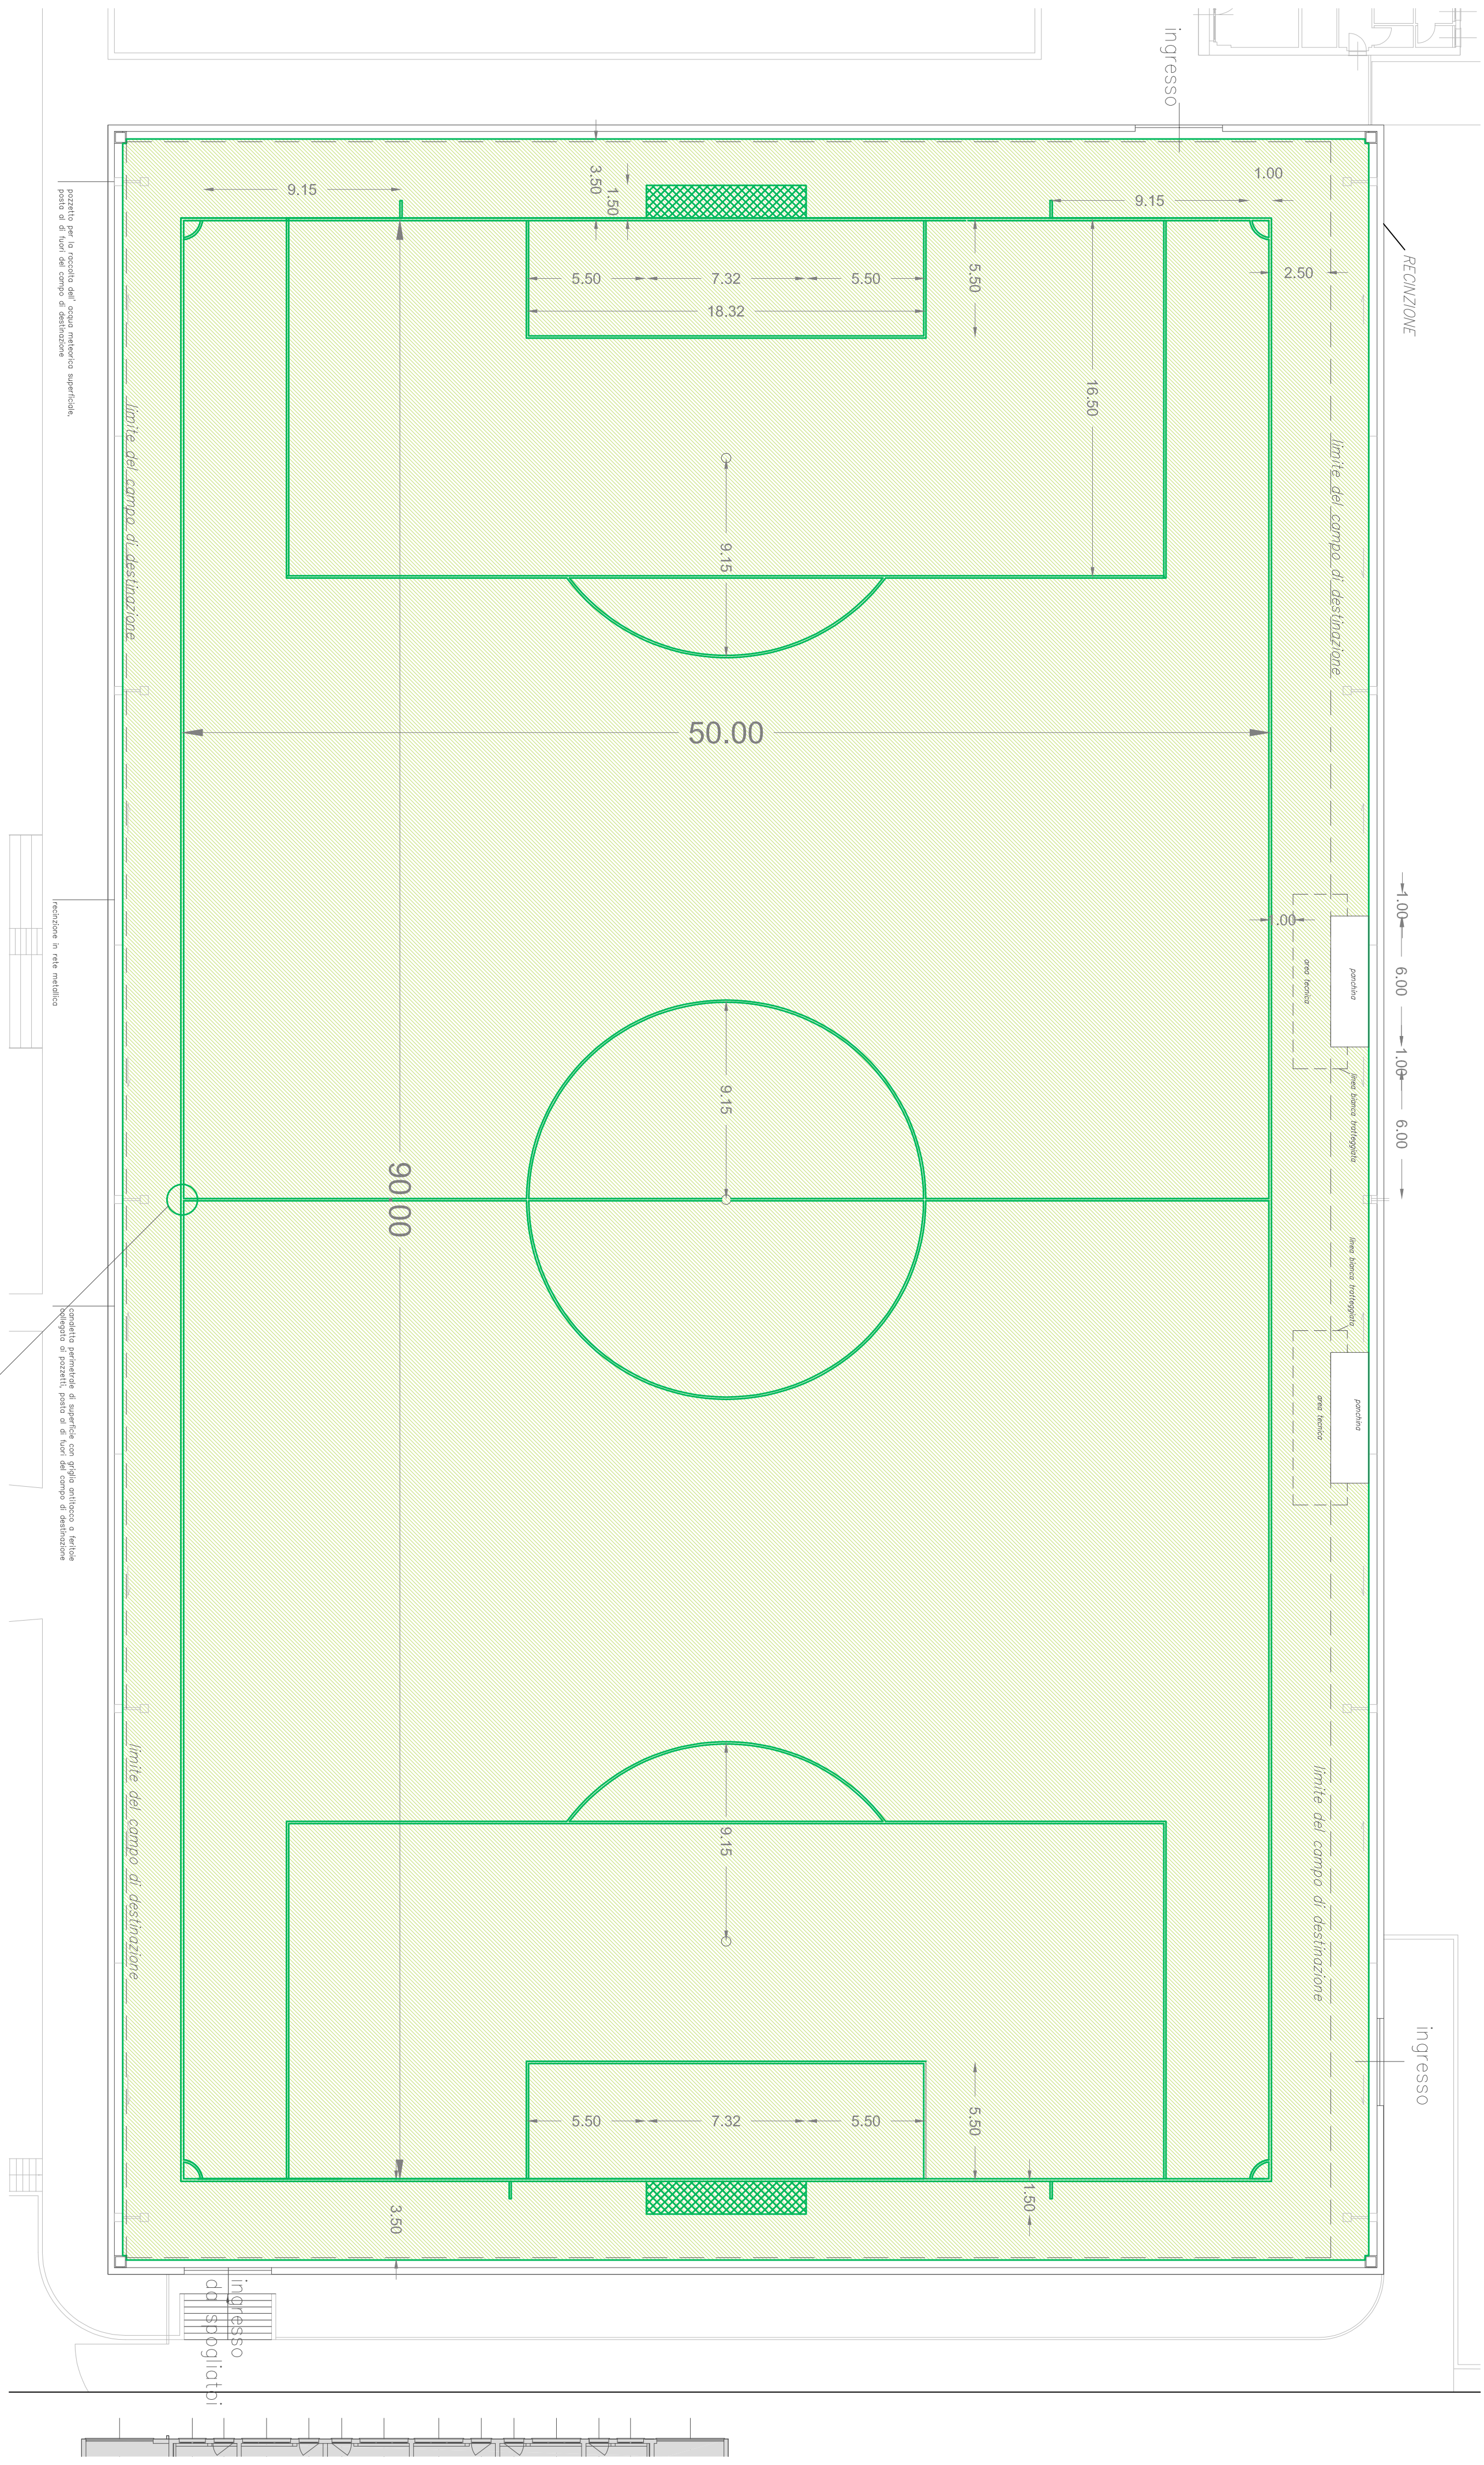 ingresso
RECINZIONE
3.50
1.50
9.15
9.15
1.00
2.50
5.50
7.32
5.50
18.32
5.50
16.50
pozzetto per la raccolta dell' acqua meteorica superficiale,
posta al di fuori del campo di destinazione
limite del campo di destinazione
limite del campo di destinazione
9.15
50.00
1.00
6.00
1.00
6.00
1.00
panchina
area tecnica
linea bianca tratteggiata
recinzione in rete metallica
9.15
90.00
linea bianca tratteggiata
panchina
area tecnica
canaletta perimetrale di superficie con griglia antitacco a feritoie
collegata ai pozzetti, posta al di fuori del campo di destinazione
limite del campo di destinazione
limite del campo di destinazione
9.15
ingresso
5.50
7.32
5.50
5.50
1.50
3.50
ingresso
da spogliatoi